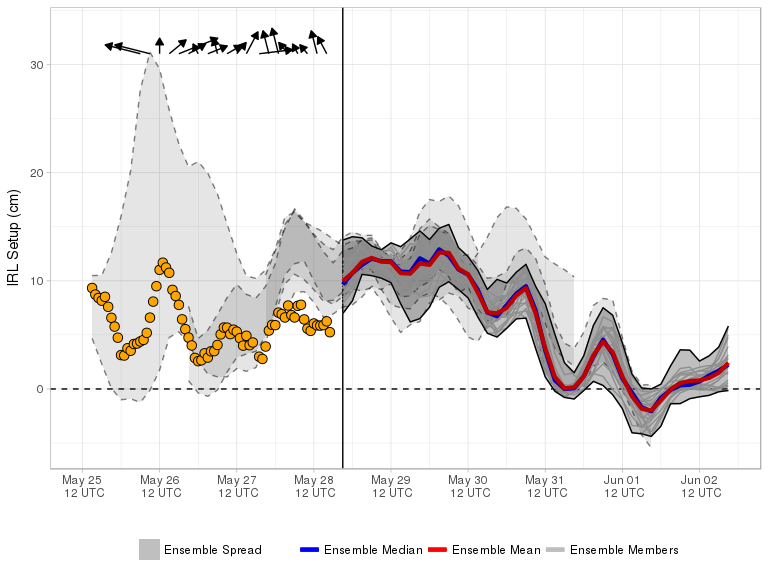 IRL Setup (cm)
30
20
10
0
May 25 May 26 May 27 May 28 May 29 May 30 May 31 Jun 01 Jun 02
12 UTC 12 UTC 12 UTC 12 UTC 12 UTC 12 UTC 12 UTC 12 UTC 12 UTC
Ensemble Spread Ensemble Median Ensemble Mean Ensemble Members